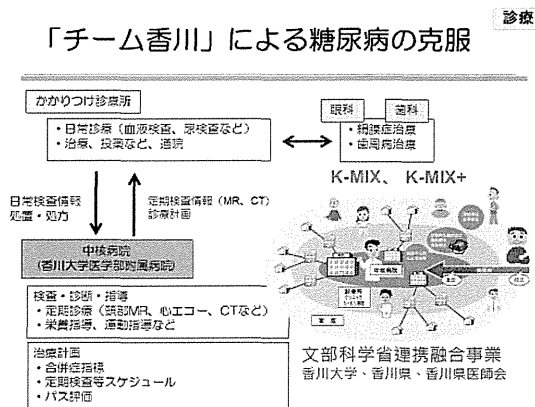 診療
「チーム香川」による糖尿病の克服
かかりつけ診療所
・日常診療（血液検査、尿検査など）
・治療、投薬など、通院
眼科
歯科
・網膜症治療
・歯周病治療
K-MIX、K-MIX+
日常検査情報
処置・処方
定期検査情報（MR、CT）
診療計画
中核病院
（香川大学医学部附属病院）
検査・診断・指導
・定期診療（頭部MR、心エコー、CTなど）
・栄養指導、運動指導など
治療計画
・合併症指標
・定期検査等スケジュール
・パス評価
中核病院
文部科学省連携融合事業
香川大学・香川県・香川県医師会